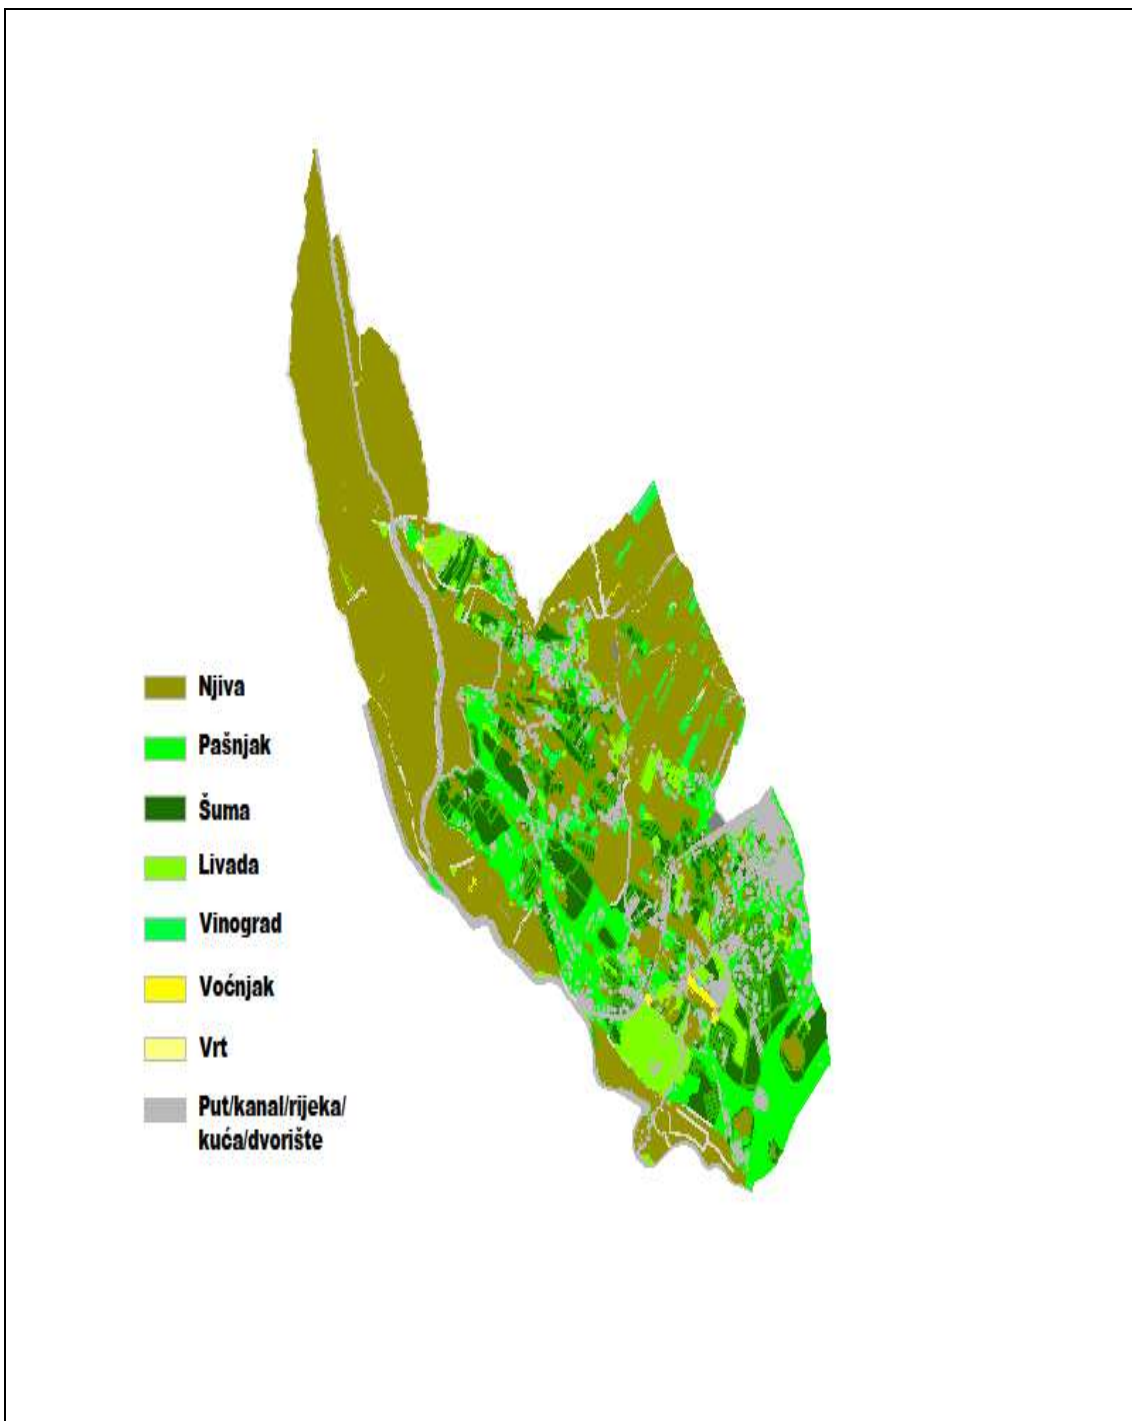 Njiva
Pašnjak
Šuma
Livada
Vinograd
Voćnjak
Vrt
Put/kanal/rijeka/
kuća/dvorište